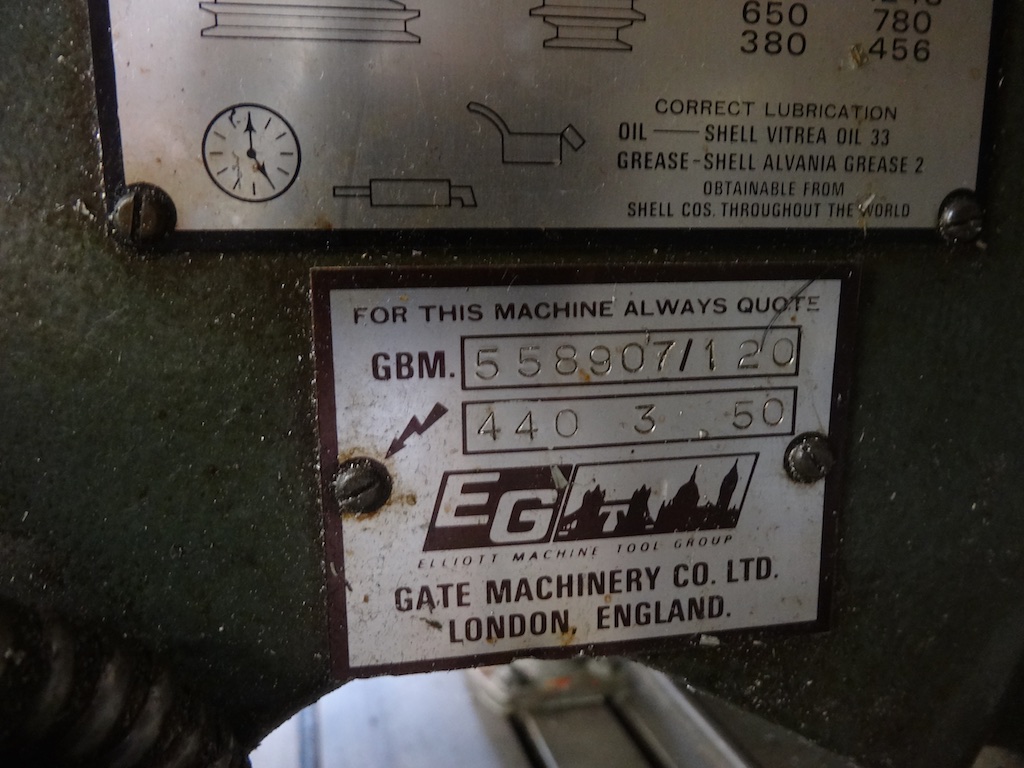 650 780
380 456
CORRECT LUBRICATION
OIL — SHELL VITREA OIL 33
GREASE-SHELL ALVANIA GREASE 2
OBTAINABLE FROM
SHELL COS. THROUGHOUT THE WORLD
FOR THIS MACHINE ALWAYS QUOTE
GBM. 558907/120
440 3 50
EG
ELLIOTT MACHINE TOOL GROUP
GATE MACHINERY CO. LTD.
LONDON, ENGLAND.